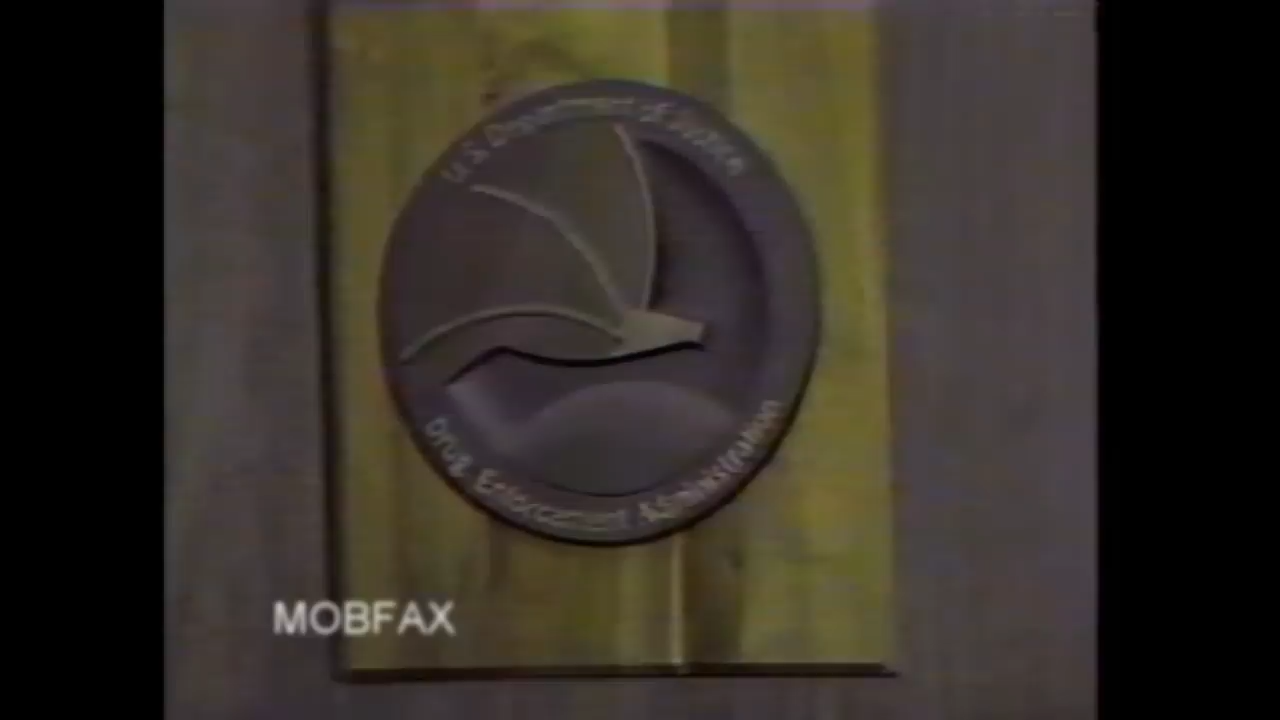 U.S. Department of Justice
Drug Enforcement Administration
MOBFAX